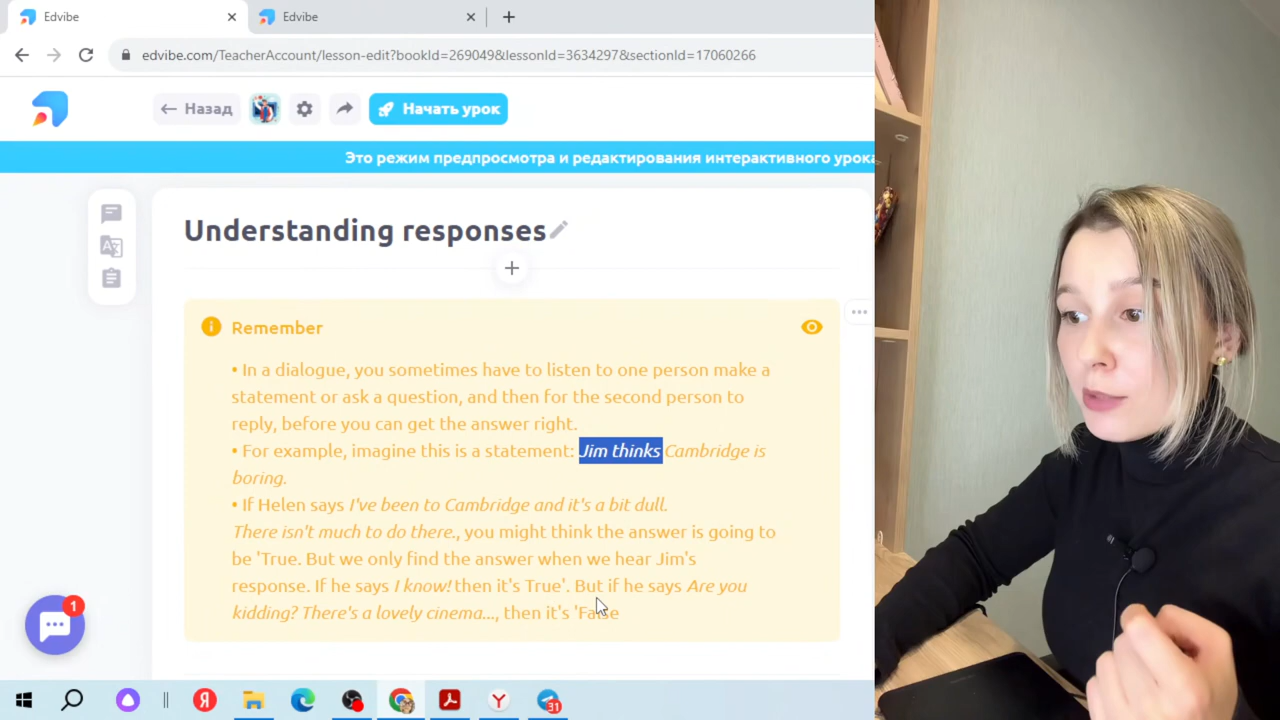 Edvibe
Edvibe
edvibe.com/TeacherAccount/lesson-edit?bookId=269049&lessonId=3634297&sectionId=17060266
Назад
Начать урок
Это режим предпросмотра и редактирования интерактивного урока
Understanding responses
Remember
• In a dialogue, you sometimes have to listen to one person make a
statement or ask a question, and then for the second person to
reply, before you can get the answer right.
• For example, imagine this is a statement: Jim thinks Cambridge is
boring.
• If Helen says I've been to Cambridge and it's a bit dull.
There isn't much to do there., you might think the answer is going to
be 'True. But we only find the answer when we hear Jim's
response. If he says I know! then it's True'. But if he says Are you
kidding? There's a lovely cinema..., then it's 'False
1
31